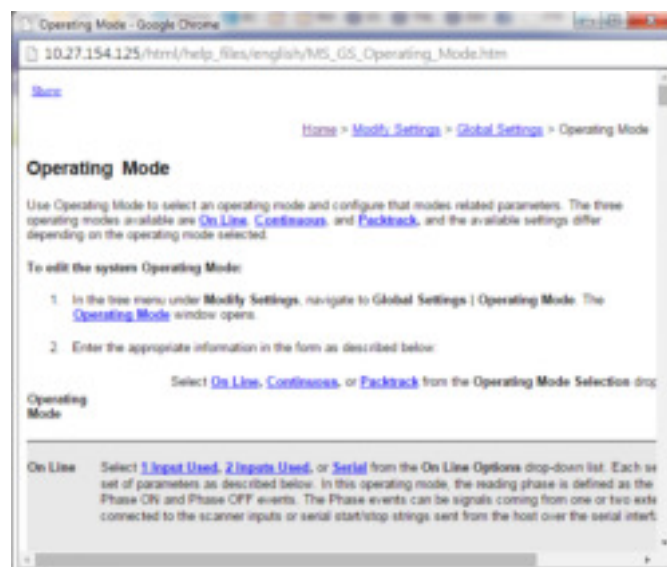 Operating Mode - Google Chrome
10.27.154.125/html/help_files/english/MS_GS_Operating_Mode.htm
Home > Modify Settings > Global Settings > Operating Mode
Operating Mode
Use Operating Mode to select an operating mode and configure that modes related parameters. The three
operating modes available are On Line, Continuous, and Packtrack, and the available settings differ
depending on the operating mode selected.
To edit the system Operating Mode:
1. In the tree menu under Modify Settings, navigate to Global Settings | Operating Mode. The
Operating Mode window opens.
2. Enter the appropriate information in the form as described below:
Select On Line, Continuous, or Packtrack from the Operating Mode Selection drop
Operating
Mode
On Line Select 1 Input Used, 2 Inputs Used, or Serial from the On Line Options drop-down list. Each se
set of parameters as described below. In this operating mode, the reading phase is defined as the
Phase ON and Phase OFF events. The Phase events can be signals coming from one or two exte
connected to the scanner inputs or serial start/stop strings sent from the host over the serial interf